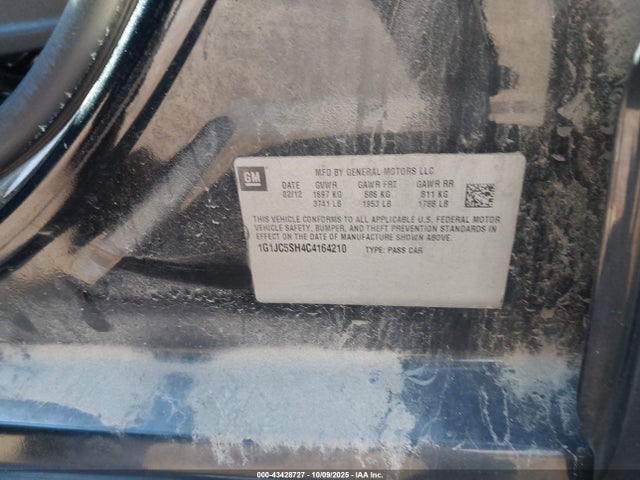 GM
MFD BY GENERAL MOTORS LLC
DATE GVWR GAWR FRT GAWR RR
02/12 1697 KG 886 KG 811 KG
3741 LB 1953 LB 1788 LB
THIS VEHICLE CONFORMS TO ALL APPLICABLE U.S. FEDERAL MOTOR
VEHICLE SAFETY, BUMPER, AND THEFT PREVENTION STANDARDS IN
EFFECT ON THE DATE OF MANUFACTURE SHOWN ABOVE.
1G1JC5SH4C4164210 TYPE: PASS CAR
000-43428727 - 10/09/2025 - © IAA, Inc.